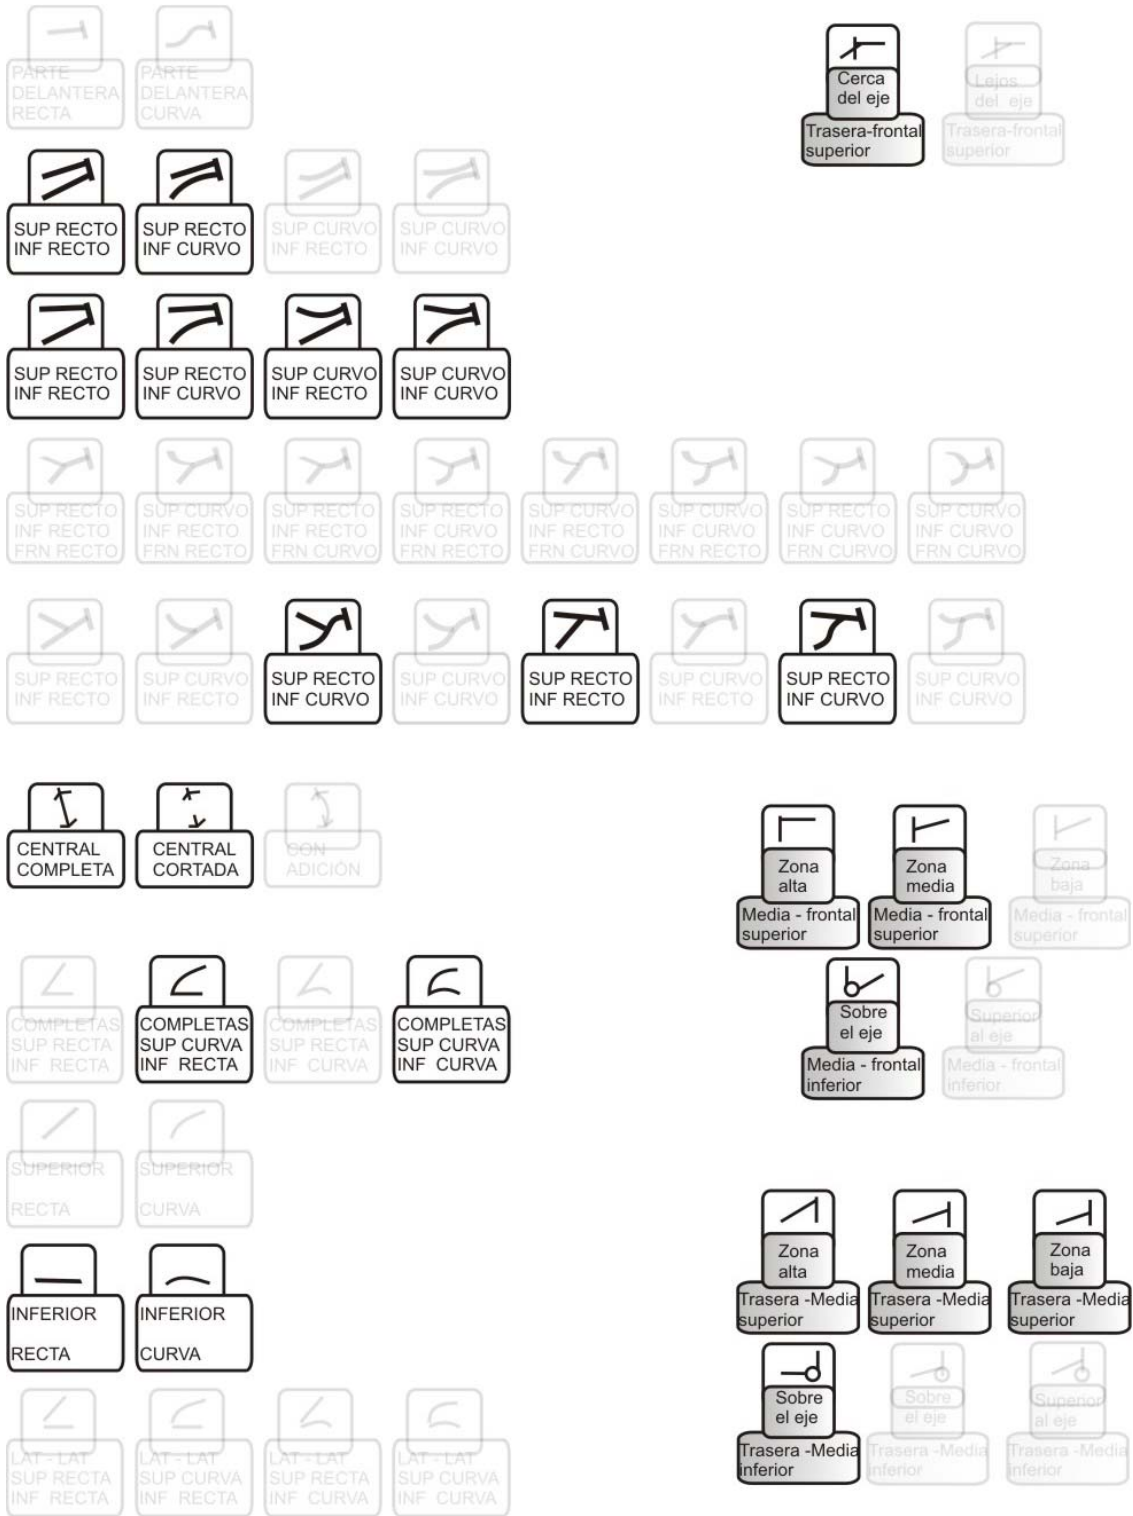 PARTE
DELANTERA
RECTA
PARTE
DELANTERA
CURVA
Cerca
del eje
Trasera-frontal
superior
Lejos
del eje
Trasera-frontal
superior
SUP RECTO
INF RECTO
SUP RECTO
INF CURVO
SUP CURVO
INF RECTO
SUP CURVO
INF CURVO
SUP RECTO
INF RECTO
SUP RECTO
INF CURVO
SUP CURVO
INF RECTO
SUP CURVO
INF CURVO
SUP RECTO
INF RECTO
FRN RECTO
SUP CURVO
INF RECTO
FRN RECTO
SUP RECTO
INF RECTO
FRN CURVO
SUP RECTO
INF CURVO
FRN RECTO
SUP CURVO
INF RECTO
FRN CURVO
SUP CURVO
INF CURVO
FRN RECTO
SUP RECTO
INF CURVO
FRN CURVO
SUP CURVO
INF CURVO
FRN CURVO
SUP RECTO
INF RECTO
SUP CURVO
INF RECTO
SUP RECTO
INF CURVO
SUP CURVO
INF CURVO
SUP RECTO
INF RECTO
SUP CURVO
INF RECTO
SUP RECTO
INF CURVO
SUP CURVO
INF CURVO
CENTRAL
COMPLETA
CENTRAL
CORTADA
CON
ADICIÓN
Zona
alta
Media - frontal
superior
Zona
media
Media - frontal
superior
Zona
baja
Media - frontal
superior
COMPLETAS
SUP RECTA
INF RECTA
COMPLETAS
SUP CURVA
INF RECTA
COMPLETAS
SUP RECTA
INF CURVA
COMPLETAS
SUP CURVA
INF CURVA
Sobre
el eje
Media - frontal
inferior
Superior
al eje
Media - frontal
inferior
SUPERIOR
RECTA
SUPERIOR
CURVA
INFERIOR
RECTA
INFERIOR
CURVA
Zona
alta
Trasera -Media
superior
Zona
media
Trasera -Media
superior
Zona
baja
Trasera -Media
superior
LAT - LAT
SUP RECTA
INF RECTA
LAT - LAT
SUP CURVA
INF RECTA
LAT - LAT
SUP RECTA
INF CURVA
LAT - LAT
SUP CURVA
INF CURVA
Sobre
el eje
Trasera -Media
inferior
Sobre
el eje
Trasera -Media
inferior
Superior
al eje
Trasera -Media
inferior